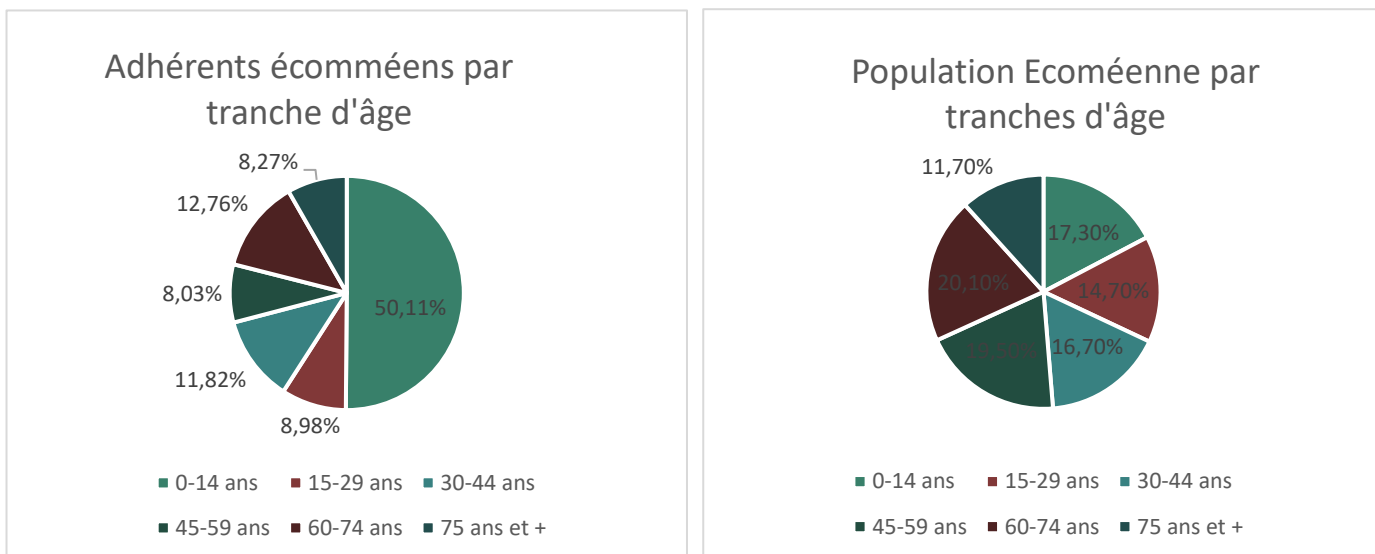 Adhérents écomméens par
tranche d'âge
8,27%
12,76%
8,03%
50,11%
11,82%
8,98%
0-14 ans 15-29 ans 30-44 ans
45-59 ans 60-74 ans 75 ans et +
Population Ecoméenne par
tranches d'âge
11,70%
17,30%
20,10%
14,70%
16,70%
0-14 ans 15-29 ans 30-44 ans
45-59 ans 60-74 ans 75 ans et +